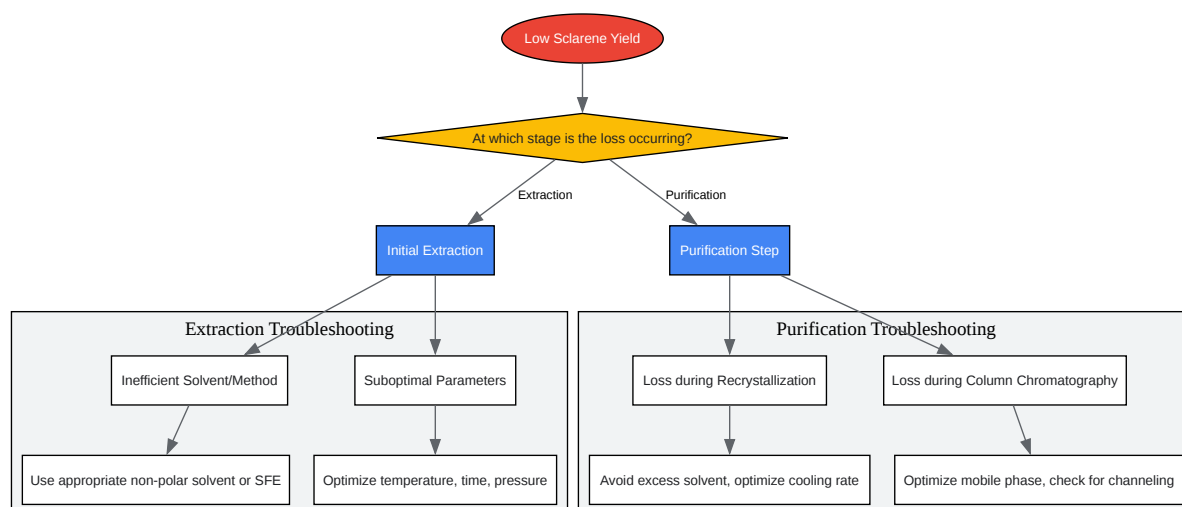 Low Sclarene Yield
At which stage is the loss occurring?
Extraction
Purification
Initial Extraction
Purification Step
Extraction Troubleshooting
Purification Troubleshooting
Inefficient Solvent/Method
Suboptimal Parameters
Loss during Recrystallization
Loss during Column Chromatography
Use appropriate non-polar solvent or SFE
Optimize temperature, time, pressure
Avoid excess solvent, optimize cooling rate
Optimize mobile phase, check for channeling